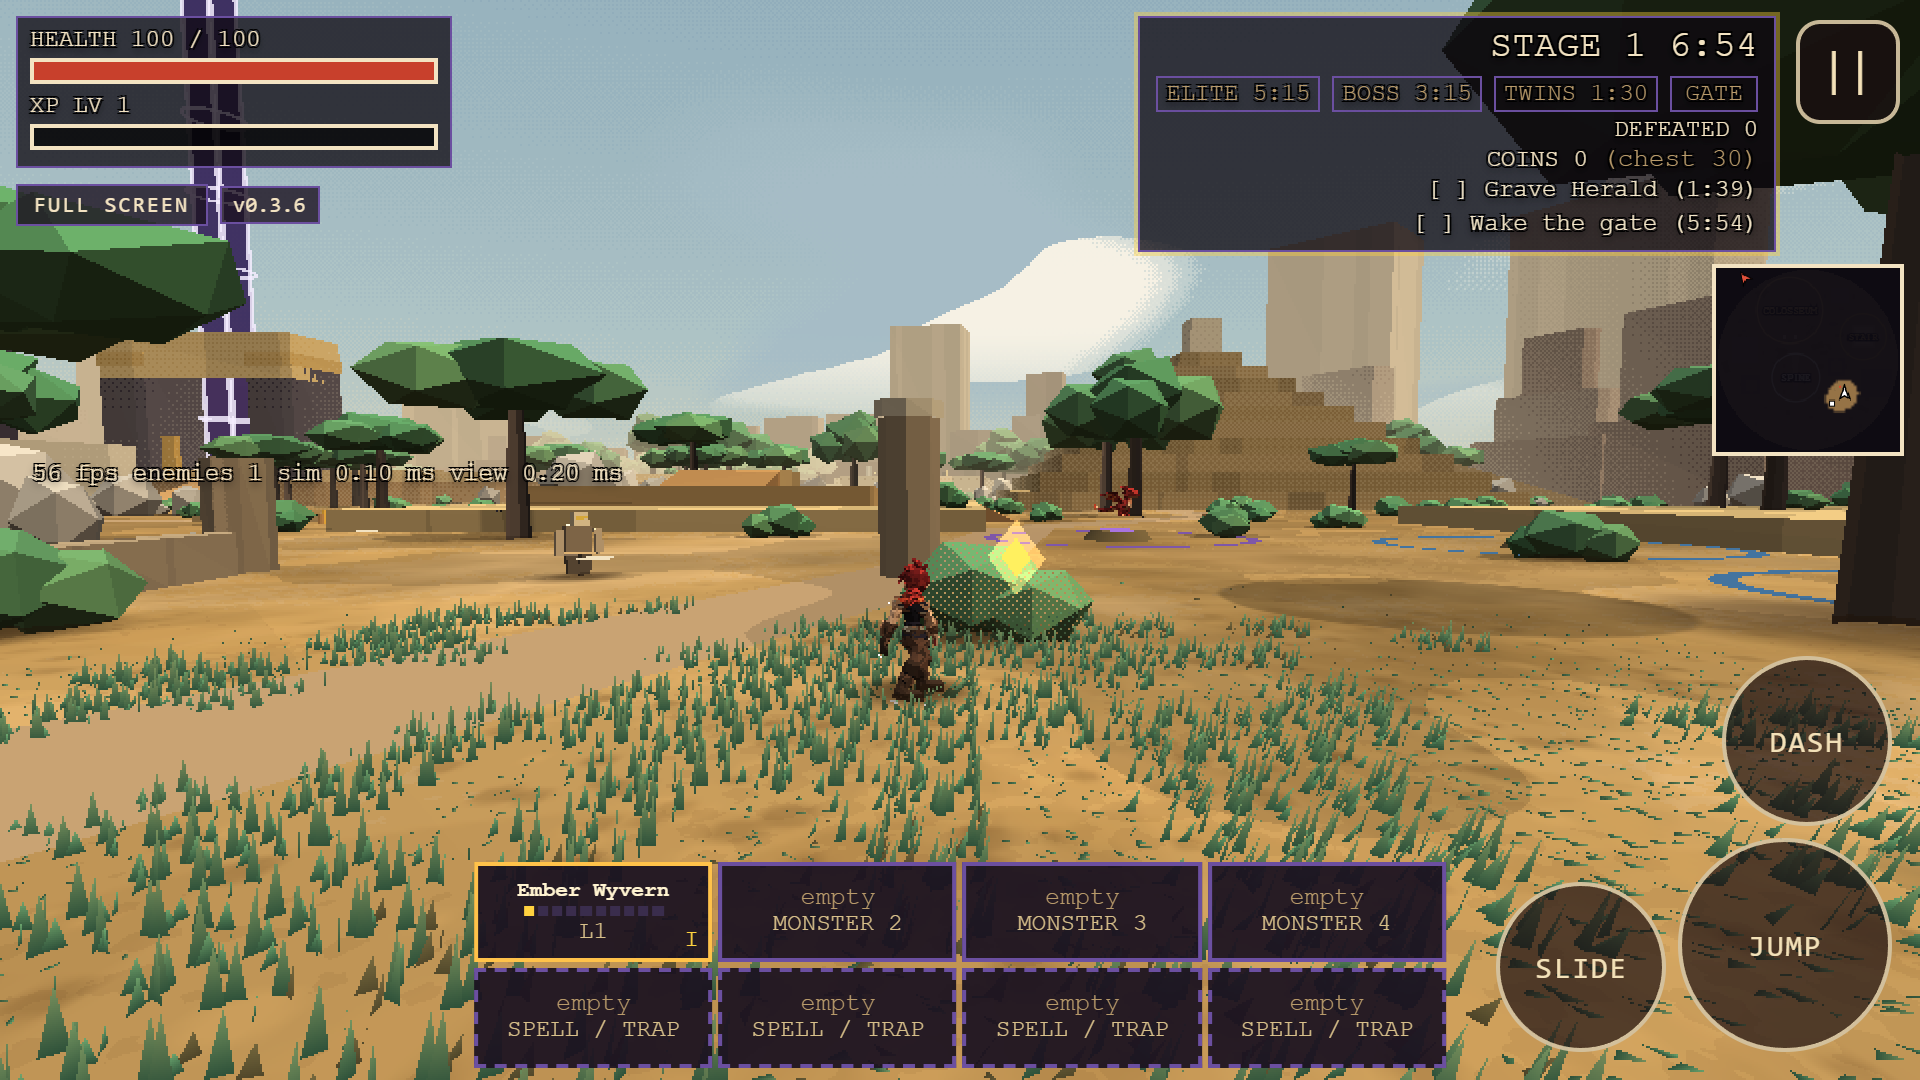 HEALTH 100 / 100
XP LV 1
FULL SCREEN
v0.3.6
STAGE 1 6:54
ELITE 5:15
BOSS 3:15
TWINS 1:30
GATE
DEFEATED 0
COINS 0 (chest 30)
[ ] Grave Herald (1:39)
[ ] Wake the gate (5:54)
56 fps enemies 1 sim 0.10 ms view 0.20 ms
DASH
SLIDE
JUMP
Ember Wyvern
L1
I
empty
MONSTER 2
empty
MONSTER 3
empty
MONSTER 4
empty
SPELL / TRAP
empty
SPELL / TRAP
empty
SPELL / TRAP
empty
SPELL / TRAP